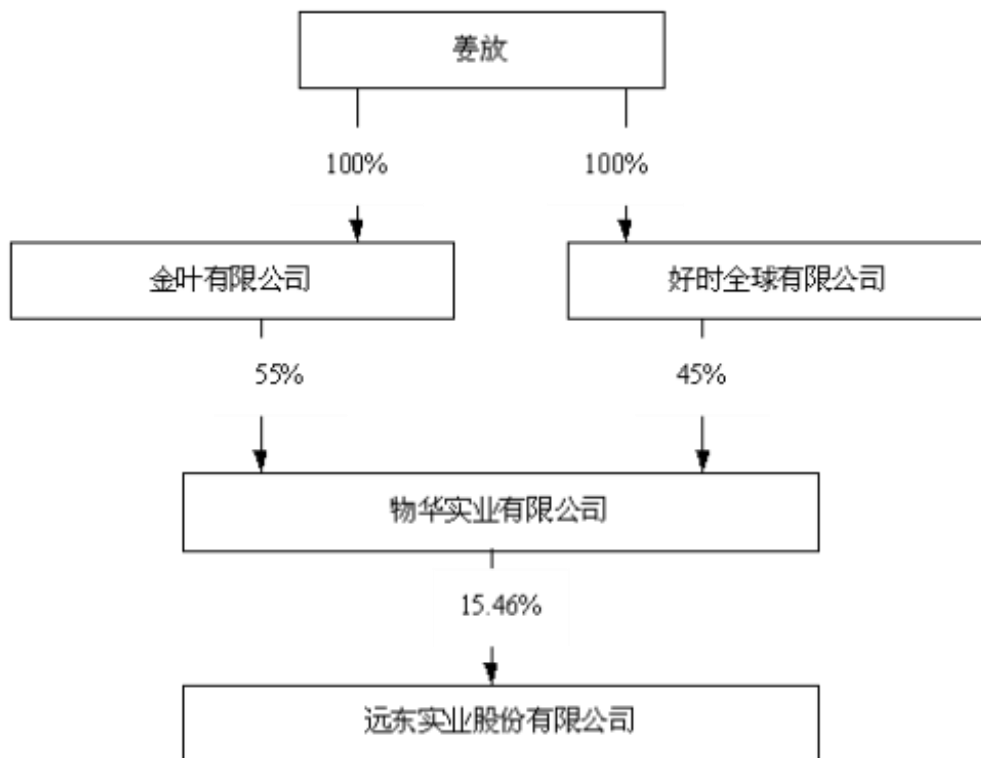 姜放
100%
100%
金叶有限公司
好时全球有限公司
55%
45%
物华实业有限公司
15.46%
远东实业股份有限公司